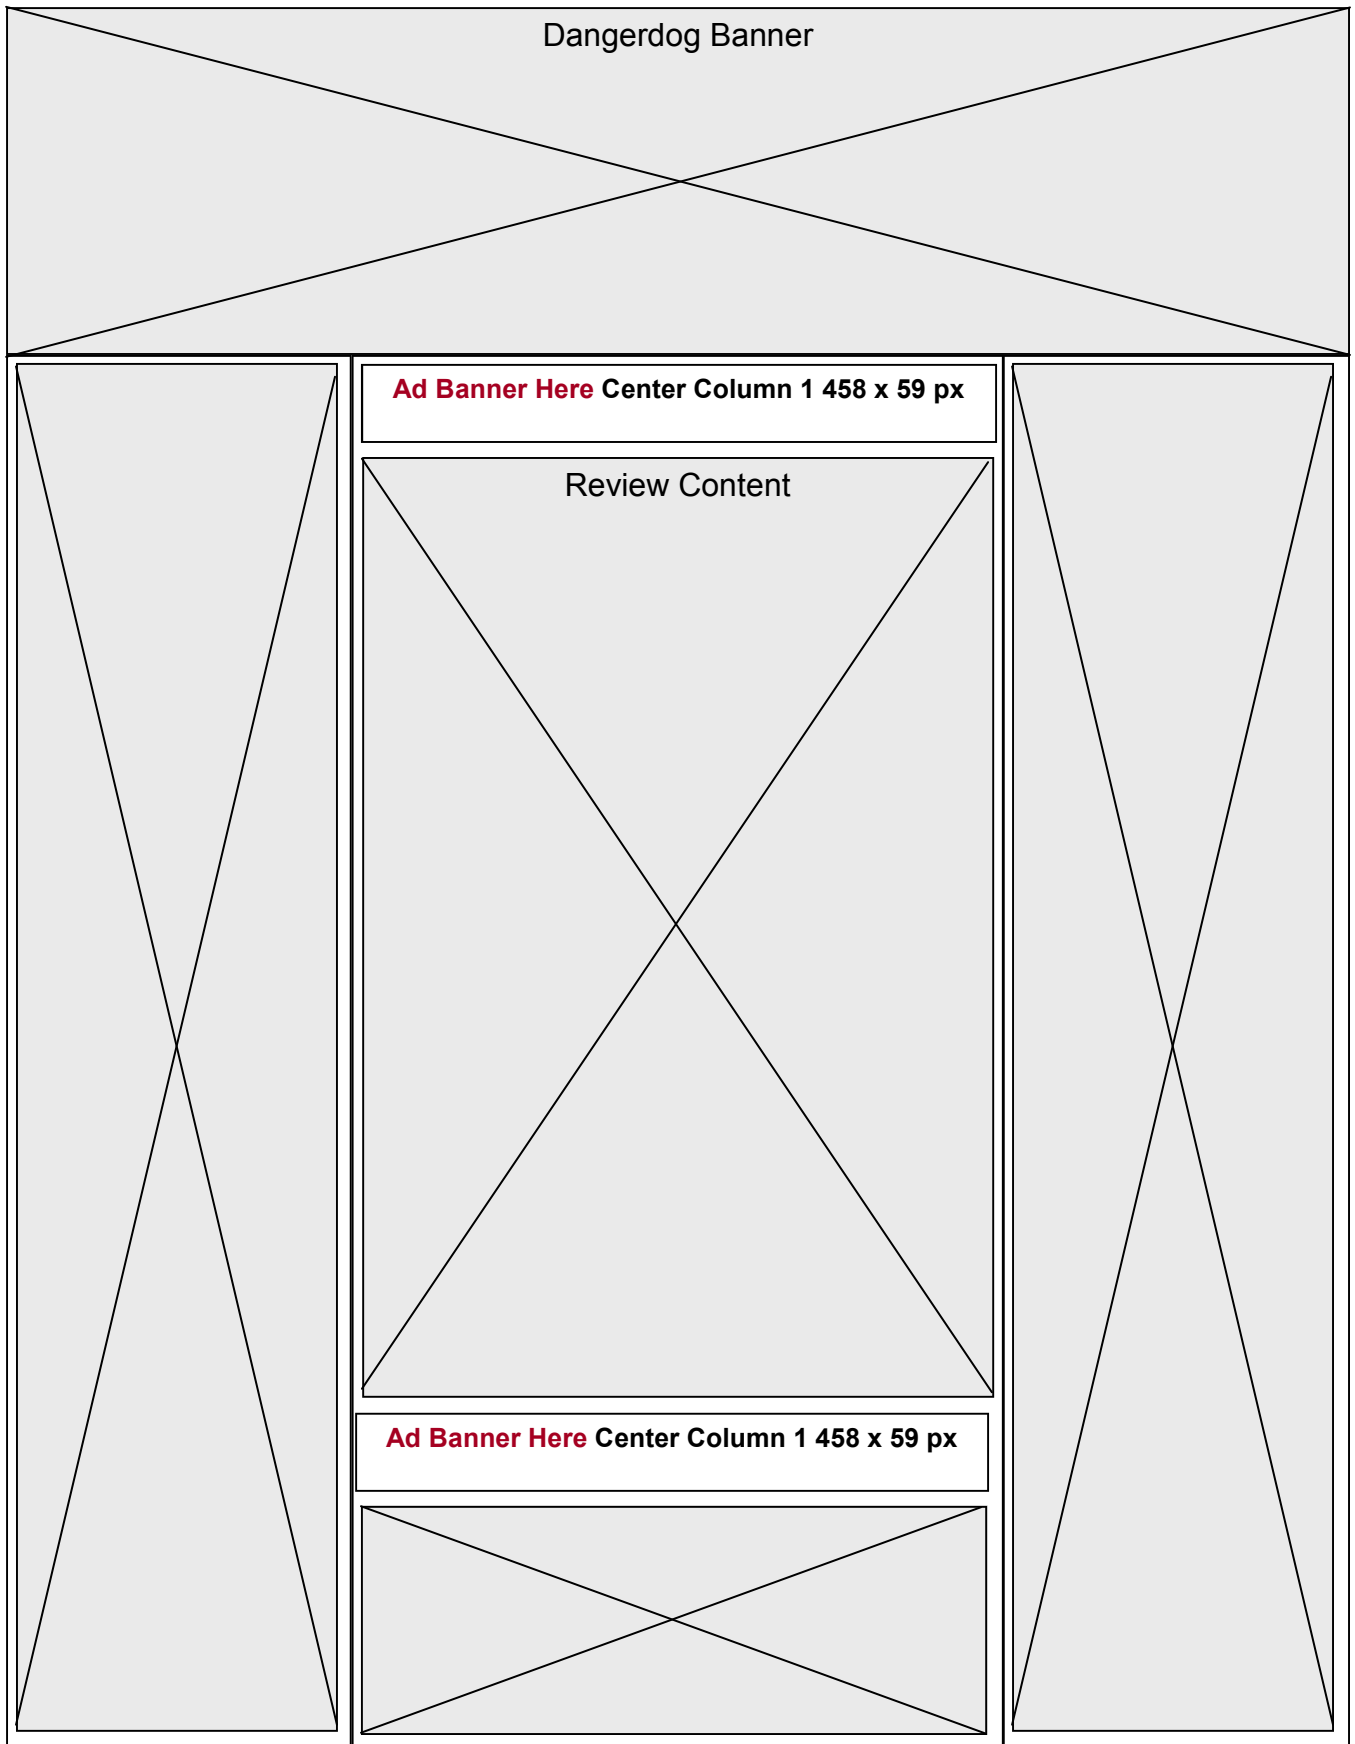 Dangerdog Banner
Ad Banner Here Center Column 1 458 x 59 px
Review Content
Ad Banner Here Center Column 1 458 x 59 px